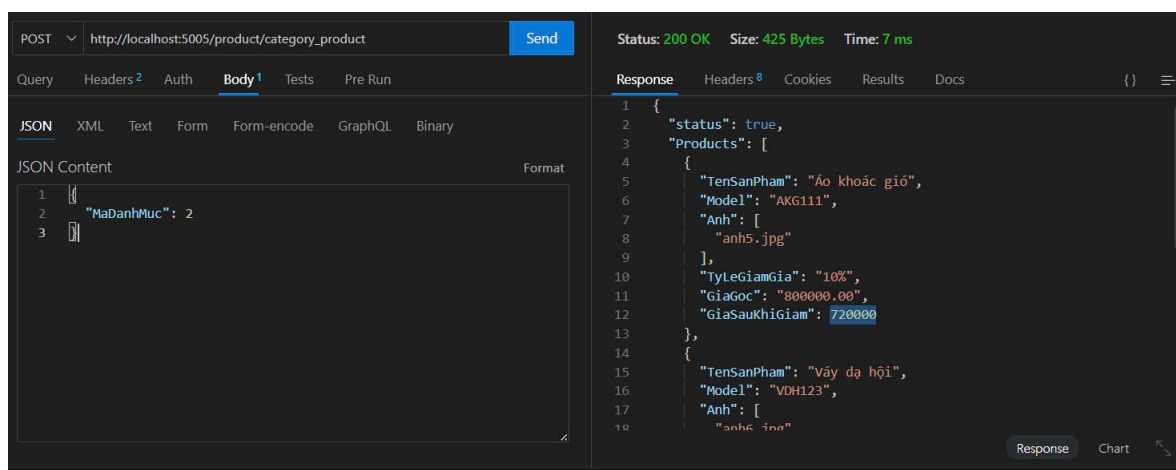 POST http://localhost:5005/product/category_product Send
Query Headers 2 Auth Body 1 Tests Pre Run
JSON XML Text Form Form-encode GraphQL Binary
JSON Content Format
1 {
2 "MaDanhMuc": 2
3 }
Status: 200 OK Size: 425 Bytes Time: 7 ms
Response Headers 8 Cookies Results Docs { }
1 {
2 "status": true,
3 "Products": [
4 {
5 "TenSanPham": "Áo khoác gió",
6 "Model": "AKG111",
7 "Anh": [
8 "anh5.jpg"
9 ],
10 "TyLeGiamGia": "10%",
11 "GiaGoc": "800000.00",
12 "GiaSauKhiGiam": 720000
13 },
14 {
15 "TenSanPham": "Váy dạ hội",
16 "Model": "VDH123",
17 "Anh": [
18 "anh6.jpg"
Response Chart